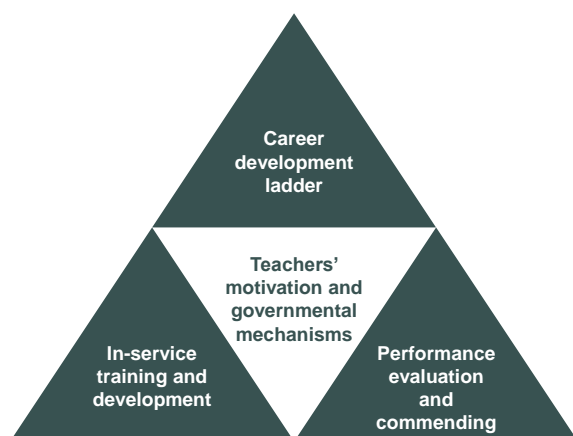 Career
development
ladder
Teachers’
motivation and
governmental
mechanisms
In-service
training and
development
Performance
evaluation
and
commending